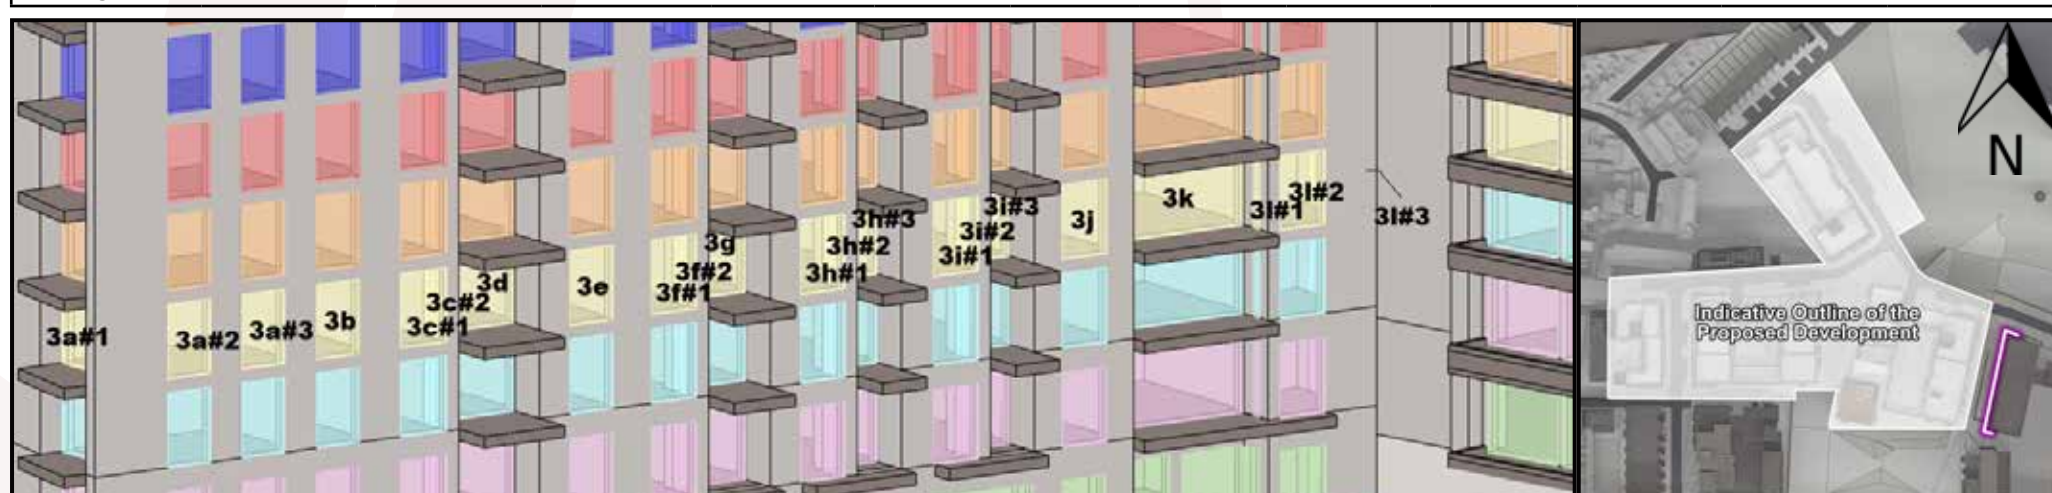 3a#1
3a#2
3a#3
3b
3c#1
3c#2
3d
3e
3f#1
3f#2
3g
3h#1
3h#2
3h#3
3i#1
3i#2
3i#3
3j
3k
3l#1
3l#2
3l#3
Indicative Outline of the
Proposed Development
N